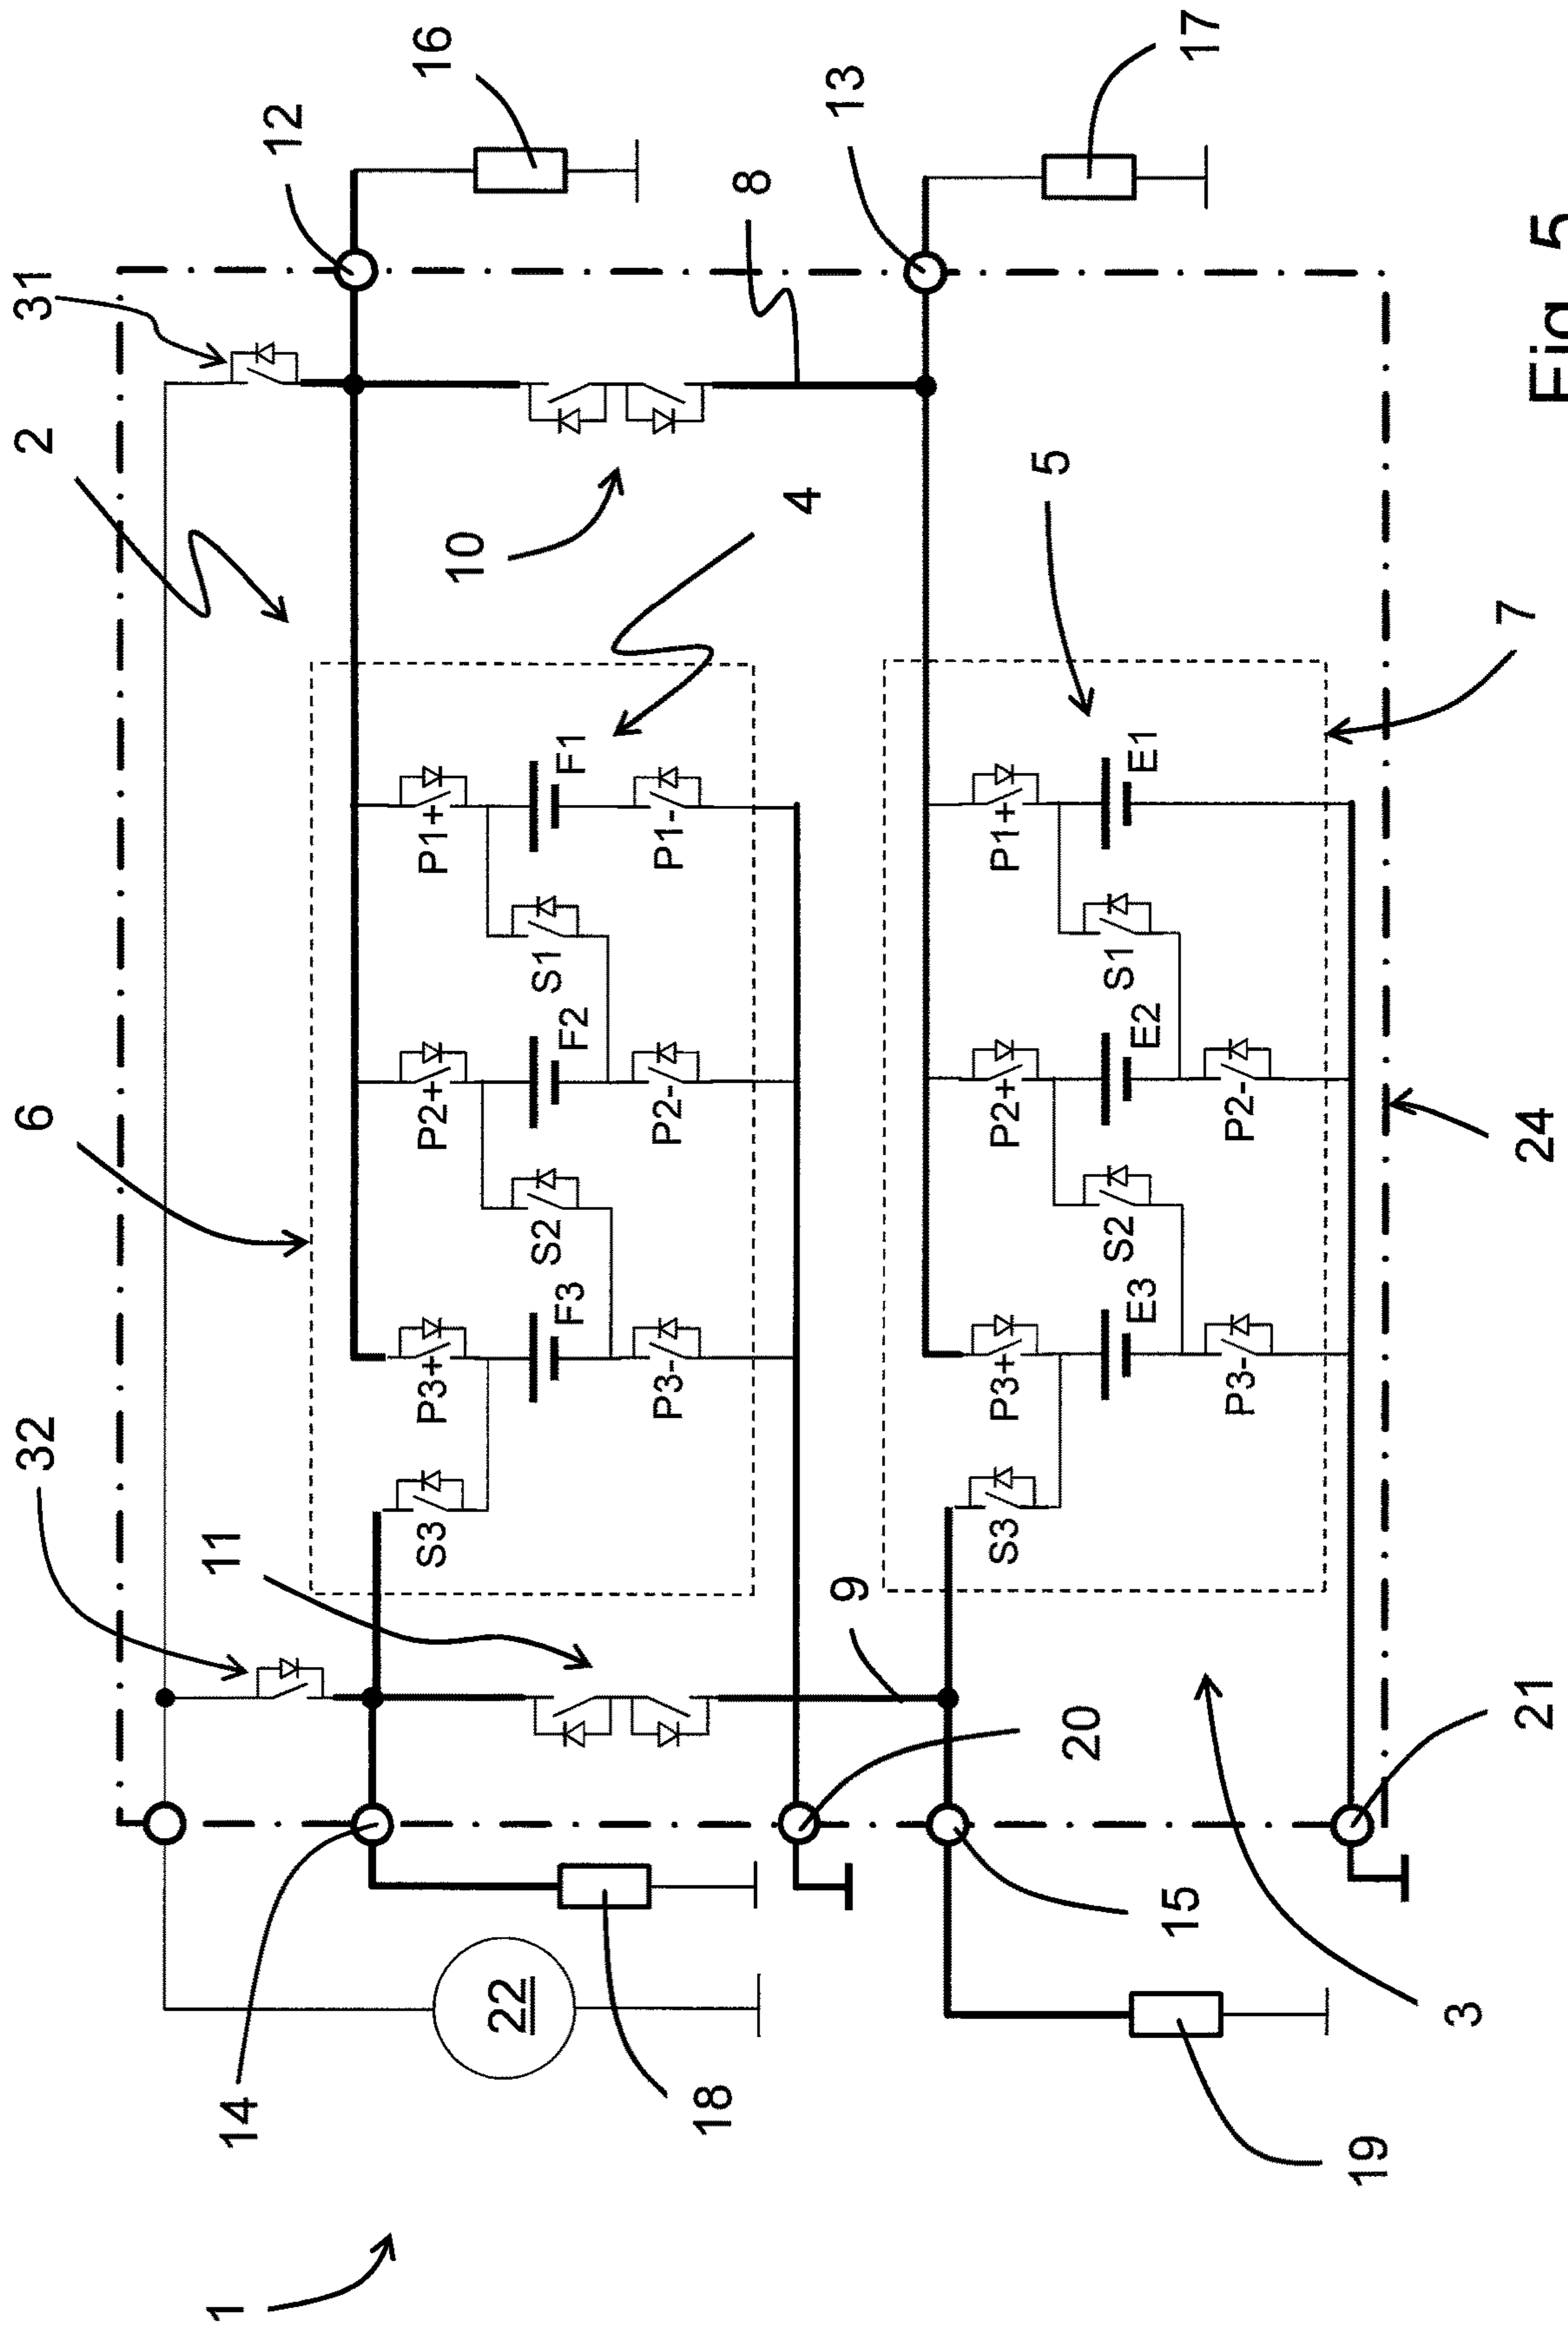 32
6
2
31
1
14
11
12
S3
P3+
P2+
P1+
16
10
22
S2
S1
F3
F2
F1
P3-
P2-
P1-
18
8
4
9
13
S3
P3+
P2+
P1+
5
20
S2
S1
E3
E2
E1
15
17
P3-
P2-
19
3
7
21
24
Fig. 5